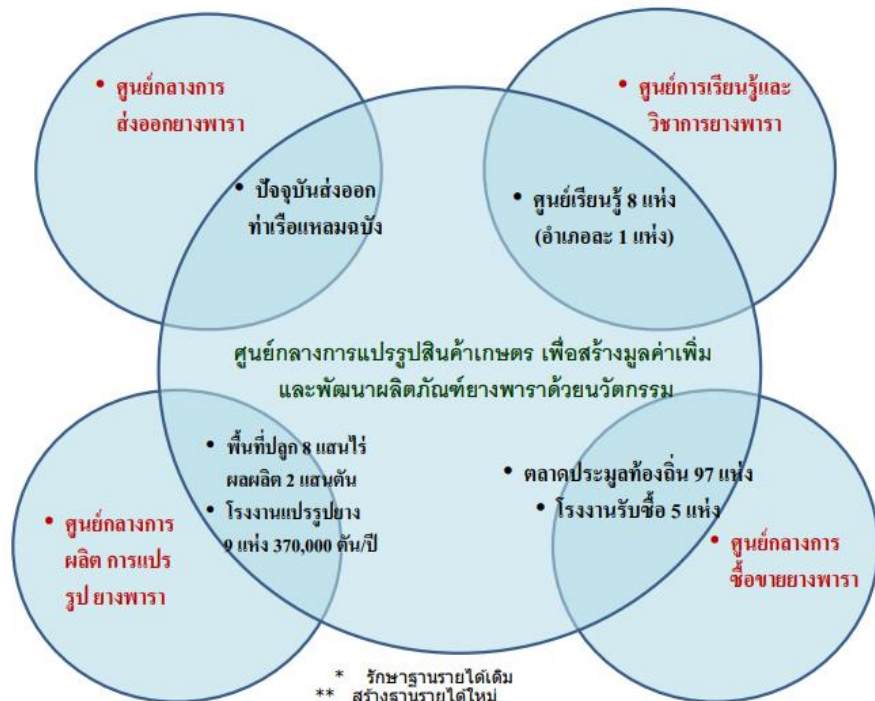 • ศูนย์กลางการ
ส่งออกยางพารา
• ศูนย์การเรียนรู้และ
วิชาการยางพารา
• ปัจจุบันส่งออก
ท่าเรือแหลมฉบัง
• ศูนย์เรียนรู้ 8 แห่ง
(อำเภอละ 1 แห่ง)
ศูนย์กลางการแปรรูปสินค้าเกษตร เพื่อสร้างมูลค่าเพิ่ม
และพัฒนาผลิตภัณฑ์ยางพาราด้วยนวัตกรรม
• พื้นที่ปลูก 8 แสนไร่
ผลผลิต 2 แสนตัน
• โรงงานแปรรูปยาง
9 แห่ง 370,000 ตัน/ปี
• ตลาดประมูลท้องถิ่น 97 แห่ง
• โรงงานรับซื้อ 5 แห่ง
• ศูนย์กลางการ
ผลิต การแปร
รูป ยางพารา
• ศูนย์กลางการ
ซื้อขายยางพารา
* รักษาฐานรายได้เดิม
** สร้างฐานรายได้ใหม่